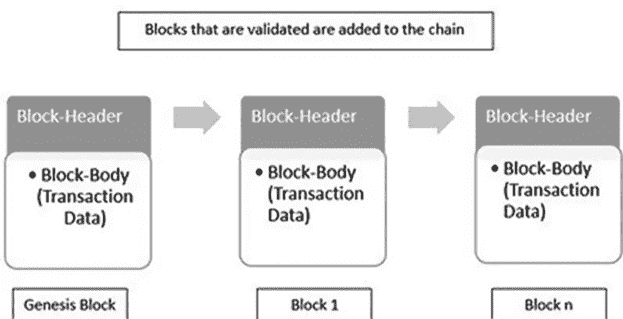 Blocks that are validated are added to the chain
Block-Header
Block-Header
Block-Header
• Block-Body
(Transaction
Data)
• Block-Body
(Transaction
Data)
• Block-Body
(Transaction
Data)
Genesis Block
Block 1
Block n